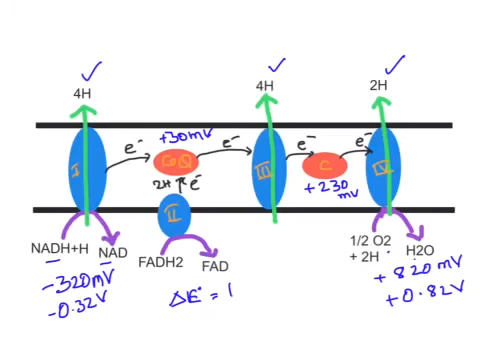 4H
4H
2H
+30mV
e⁻
CoQ
e⁻
e⁻
e⁻
I
2H
e⁻
III
C
IV
+230
mV
II
NADH+H
NAD
FADH2
FAD
1/2 O2
+ 2H
H2O
-320mV
-0.32V
ΔE° = 1
+ 820 mV
+0.82V